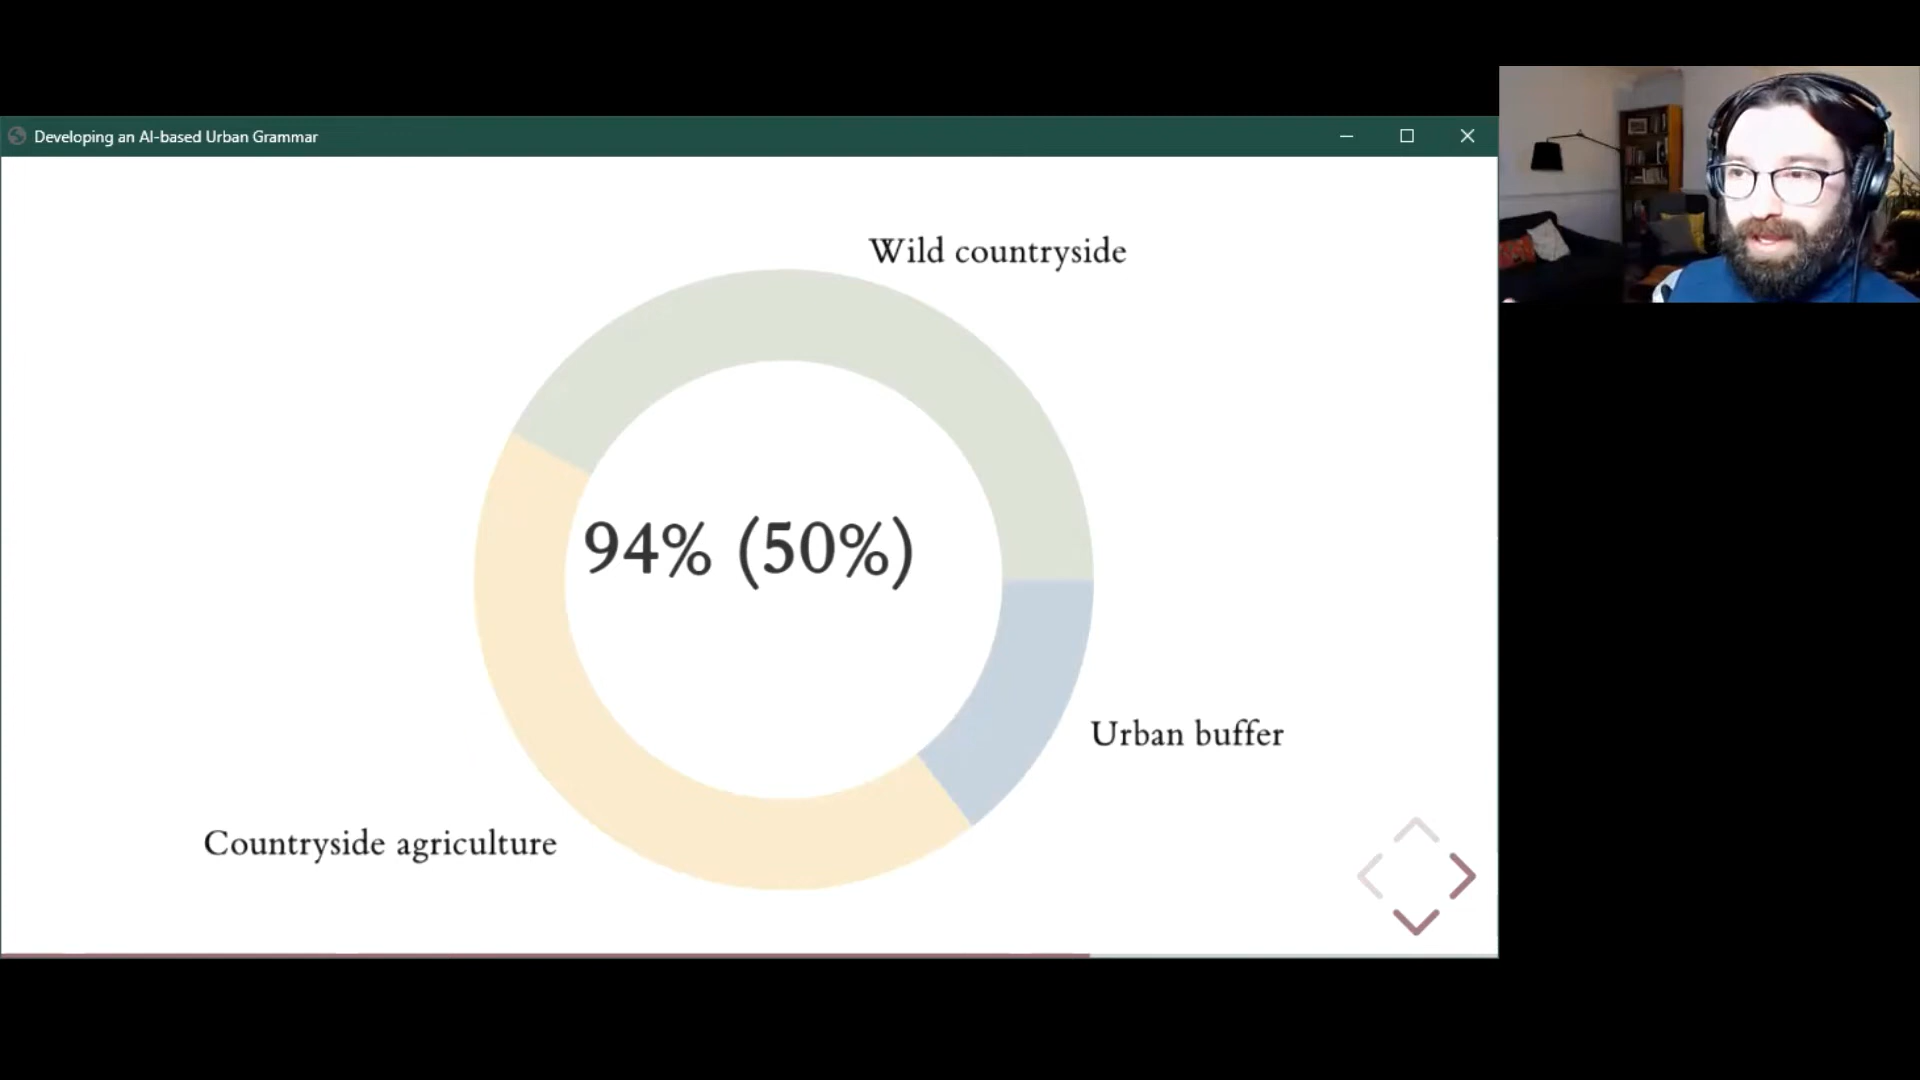 Developing an AI-based Urban Grammar
Wild countryside
94% (50%)
Urban buffer
Countryside agriculture